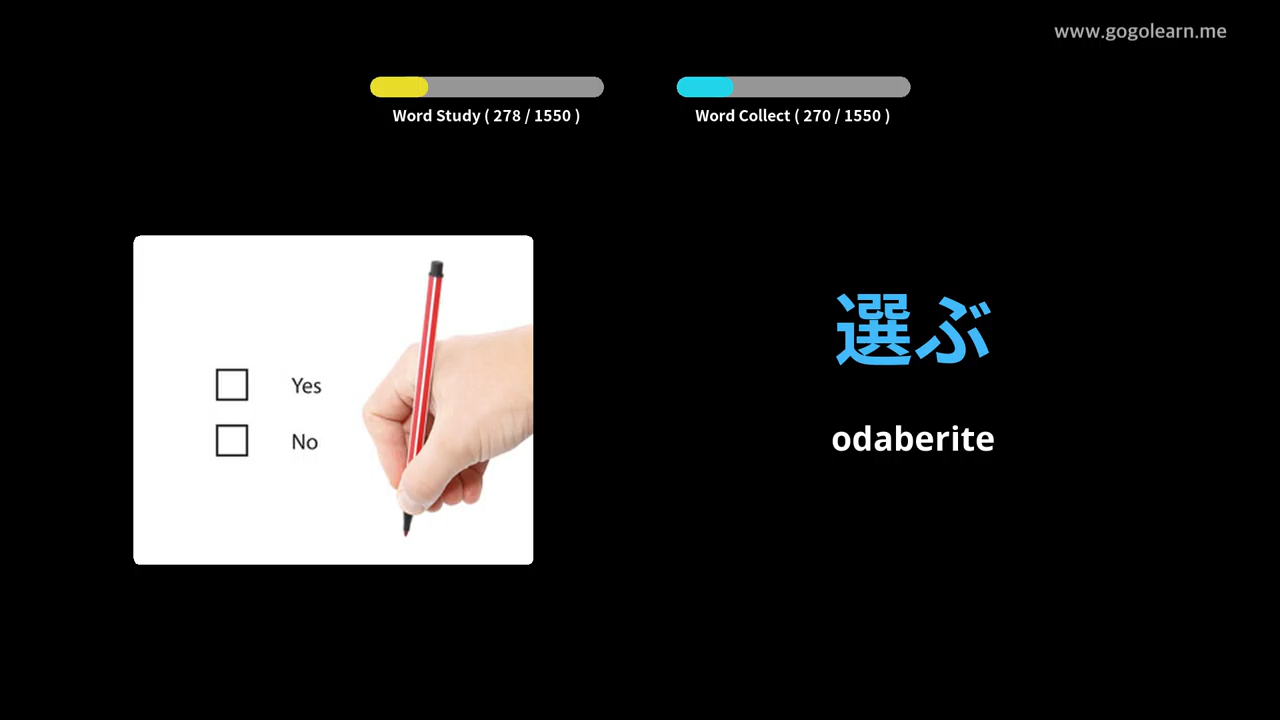 www.gogolearn.me
Word Study ( 278 / 1550 )
Word Collect ( 270 / 1550 )
Yes
No
選ぶ
odaberite